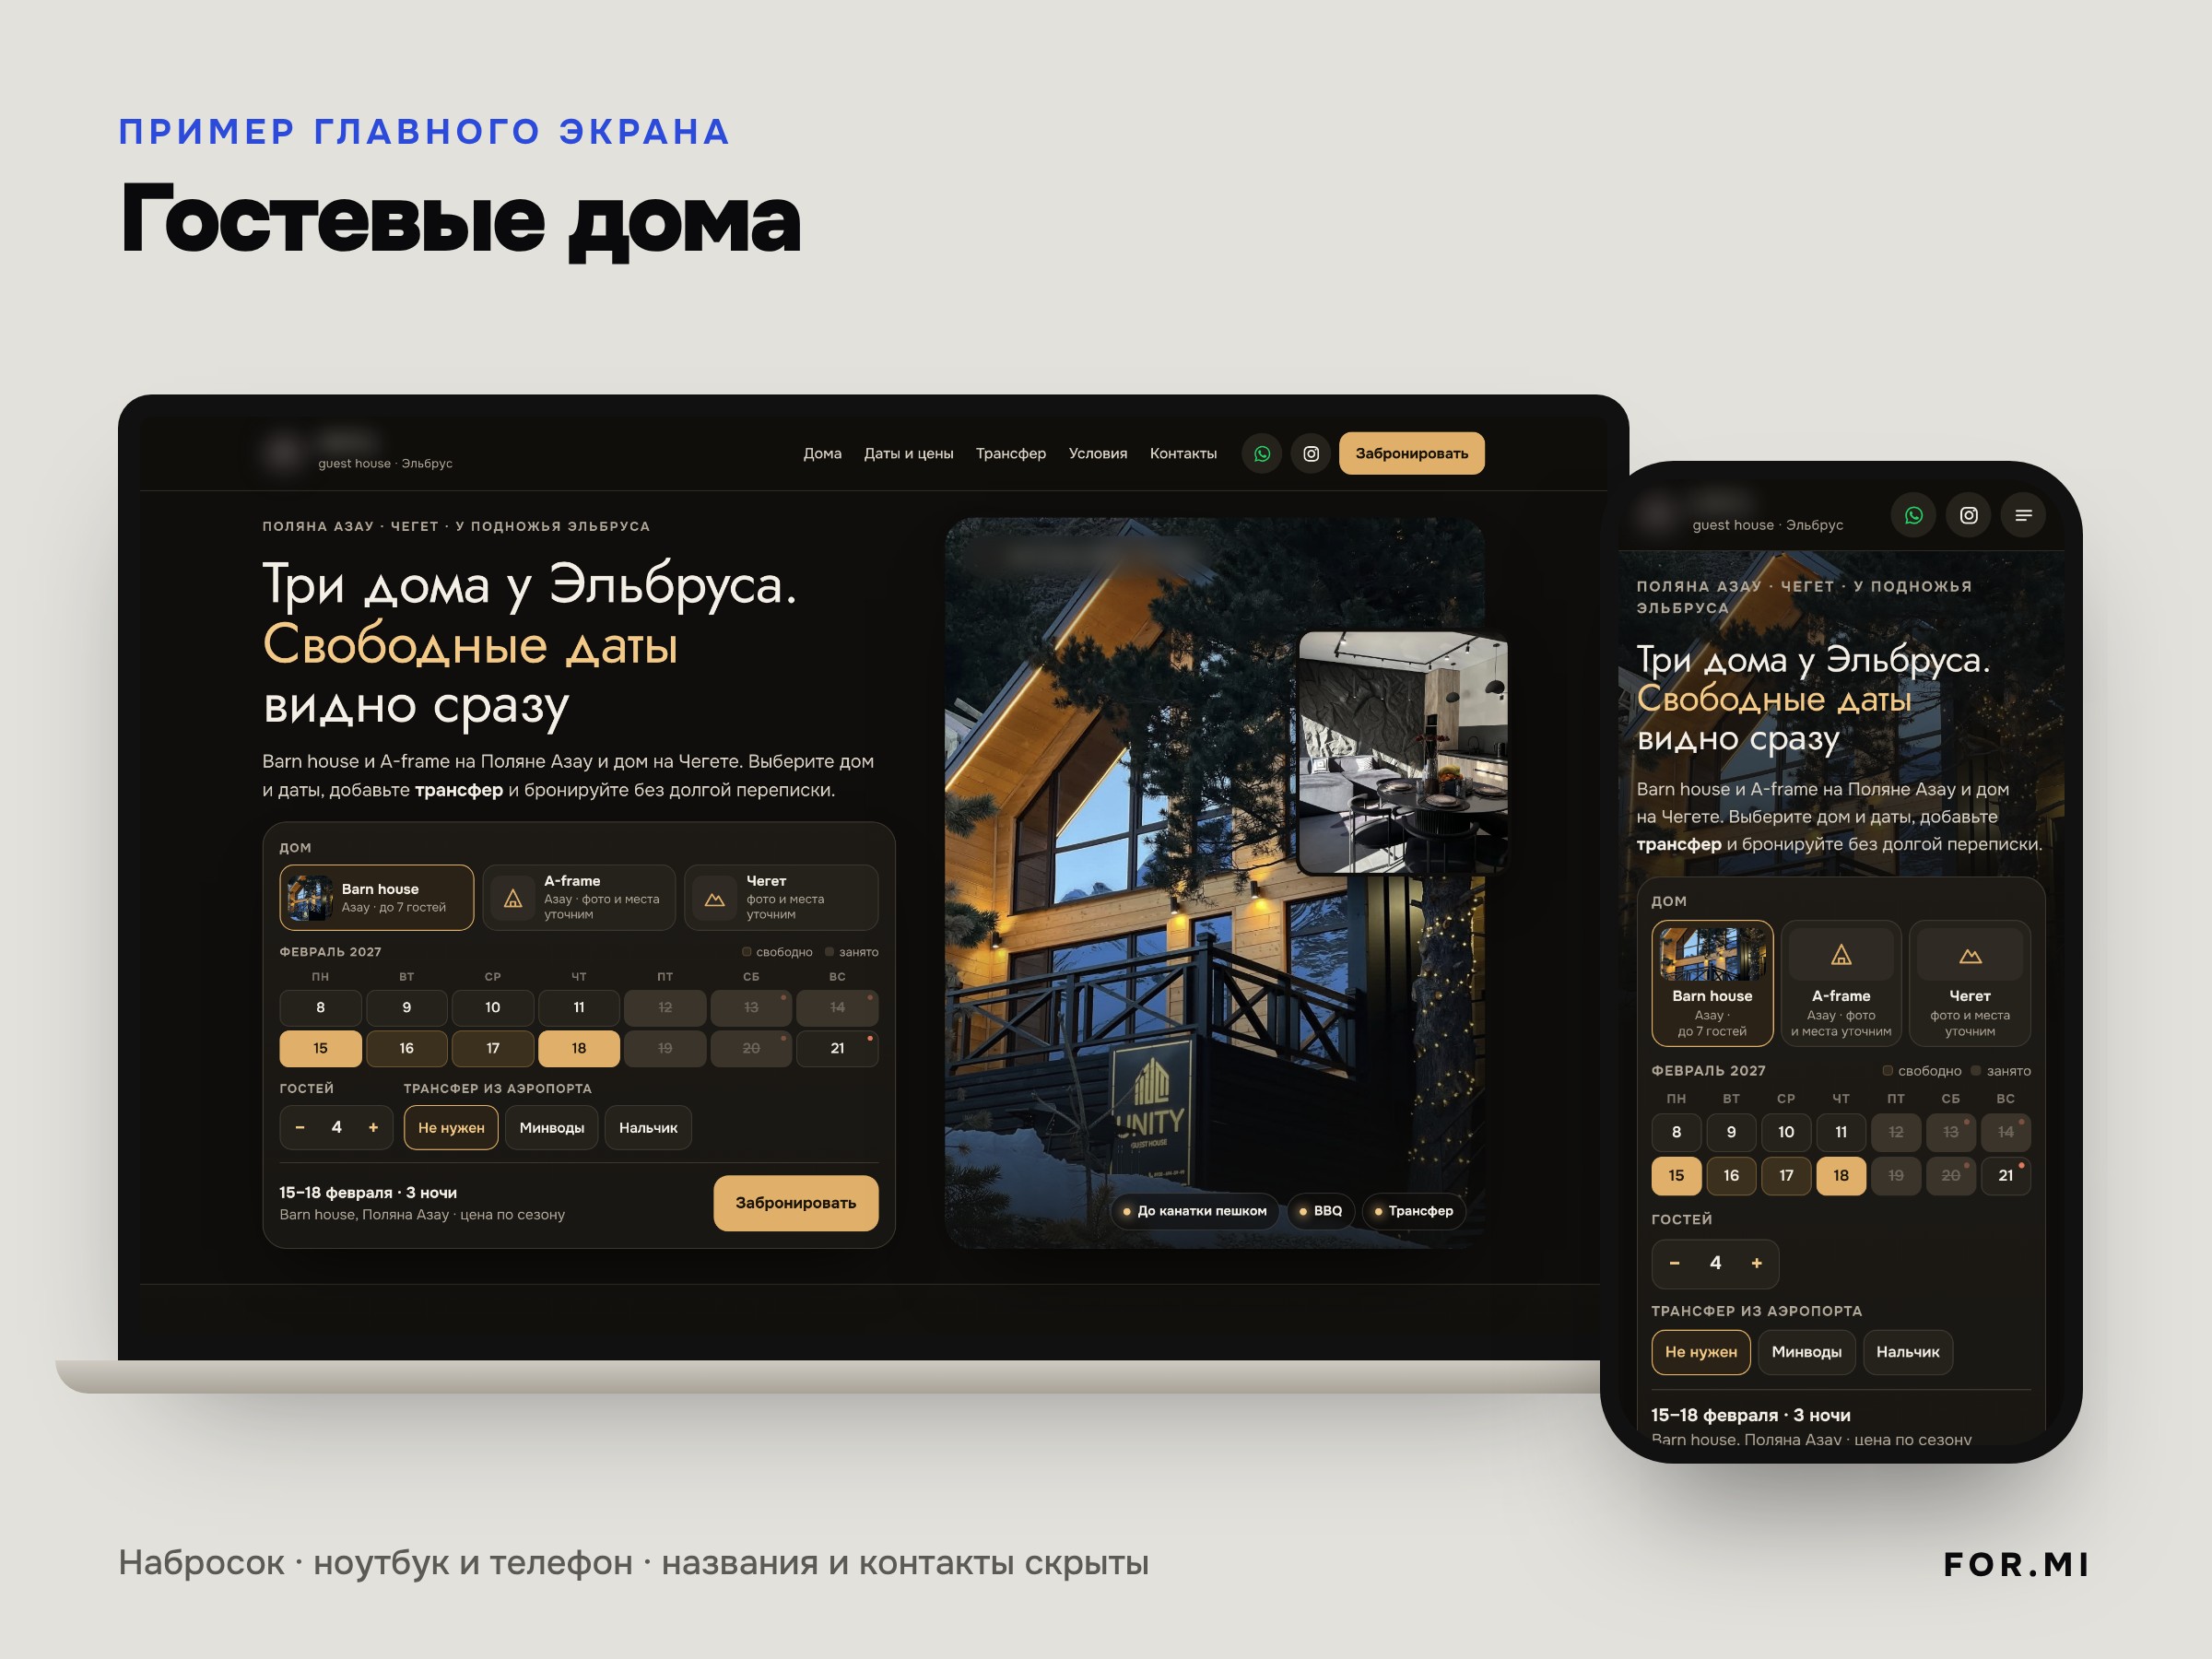 ПРИМЕР ГЛАВНОГО ЭКРАНА
Гостевые дома
guest house · Эльбрус
Дома Даты и цены Трансфер Условия Контакты Забронировать
ПОЛЯНА АЗАУ · ЧЕГЕТ · У ПОДНОЖЬЯ ЭЛЬБРУСА
Три дома у Эльбруса.
Свободные даты
видно сразу
Barn house и A-frame на Поляне Азау и дом на Чегете. Выберите дом
и даты, добавьте трансфер и бронируйте без долгой переписки.
ДОМ
Barn house
Азау · до 7 гостей
A-frame
Азау · фото и места
уточним
Чегет
фото и места
уточним
ФЕВРАЛЬ 2027 свободно занято
ПН ВТ СР ЧТ ПТ СБ ВС
8 9 10 11 12 13 14
15 16 17 18 19 20 21
ГОСТЕЙ ТРАНСФЕР ИЗ АЭРОПОРТА
− 4 + Не нужен Минводы Нальчик
15–18 февраля · 3 ночи
Barn house, Поляна Азау · цена по сезону
Забронировать
UNITY
GUEST HOUSE
До канатки пешком BBQ Трансфер
guest house · Эльбрус
ПОЛЯНА АЗАУ · ЧЕГЕТ · У ПОДНОЖЬЯ
ЭЛЬБРУСА
Три дома у Эльбруса.
Свободные даты
видно сразу
Barn house и A-frame на Поляне Азау и дом
на Чегете. Выберите дом и даты, добавьте
трансфер и бронируйте без долгой переписки.
ДОМ
Barn house
Азау ·
до 7 гостей
A-frame
Азау · фото
и места уточним
Чегет
фото и места
уточним
ФЕВРАЛЬ 2027 свободно занято
ПН ВТ СР ЧТ ПТ СБ ВС
8 9 10 11 12 13 14
15 16 17 18 19 20 21
ГОСТЕЙ
− 4 +
ТРАНСФЕР ИЗ АЭРОПОРТА
Не нужен Минводы Нальчик
15–18 февраля · 3 ночи
Barn house, Поляна Азау · цена по сезону
Набросок · ноутбук и телефон · названия и контакты скрыты
FOR.MI